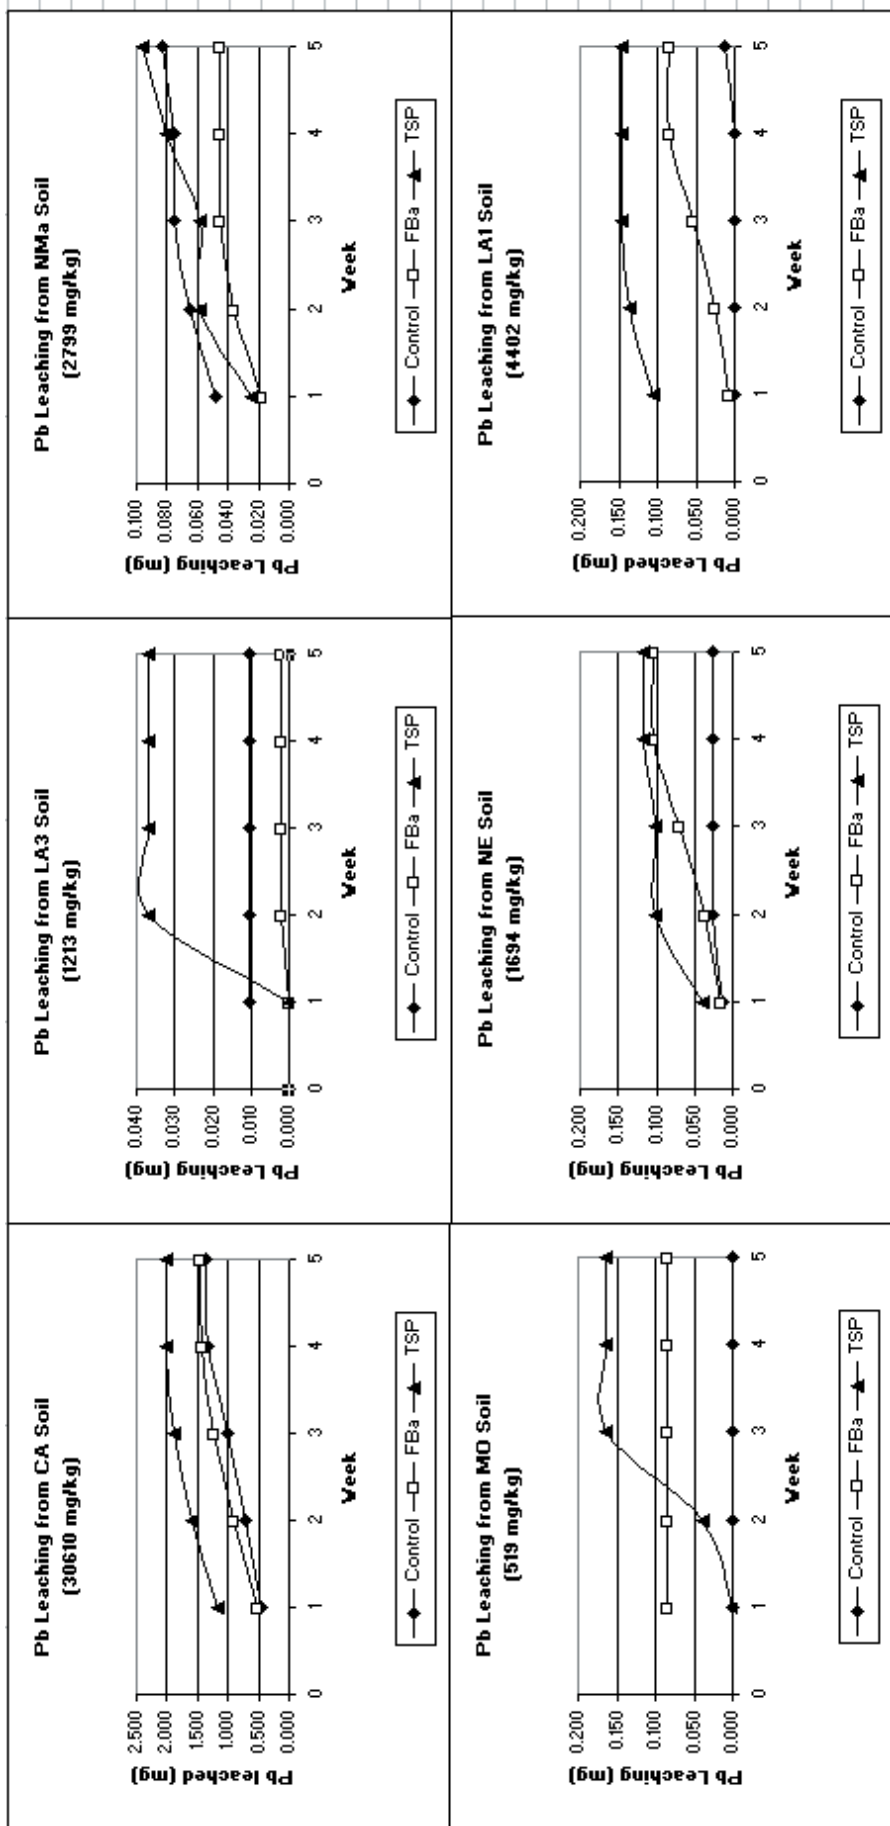 Pb Leaching from CA Soil
(30610 mg/kg)
Pb leached (mg)
2.500
2.000
1.500
1.000
0.500
0.000
0 1 2 3 4 5
Week
Control FBa TSP
Pb Leaching from LA3 Soil
(1213 mg/kg)
Pb Leaching (mg)
0.040
0.030
0.020
0.010
0.000
0 1 2 3 4 5
Week
Control FBa TSP
Pb Leaching from NMa Soil
(2799 mg/kg)
Pb Leaching (mg)
0.100
0.080
0.060
0.040
0.020
0.000
0 1 2 3 4 5
Week
Control FBa TSP
Pb Leaching from MO Soil
(519 mg/kg)
Pb Leaching (mg)
0.200
0.150
0.100
0.050
0.000
0 1 2 3 4 5
Week
Control FBa TSP
Pb Leaching from NE Soil
(1694 mg/kg)
Pb Leaching (mg)
0.200
0.150
0.100
0.050
0.000
0 1 2 3 4 5
Week
Control FBa TSP
Pb Leaching from LA1 Soil
(4402 mg/kg)
Pb leached (mg)
0.200
0.150
0.100
0.050
0.000
0 1 2 3 4 5
Week
Control FBa TSP